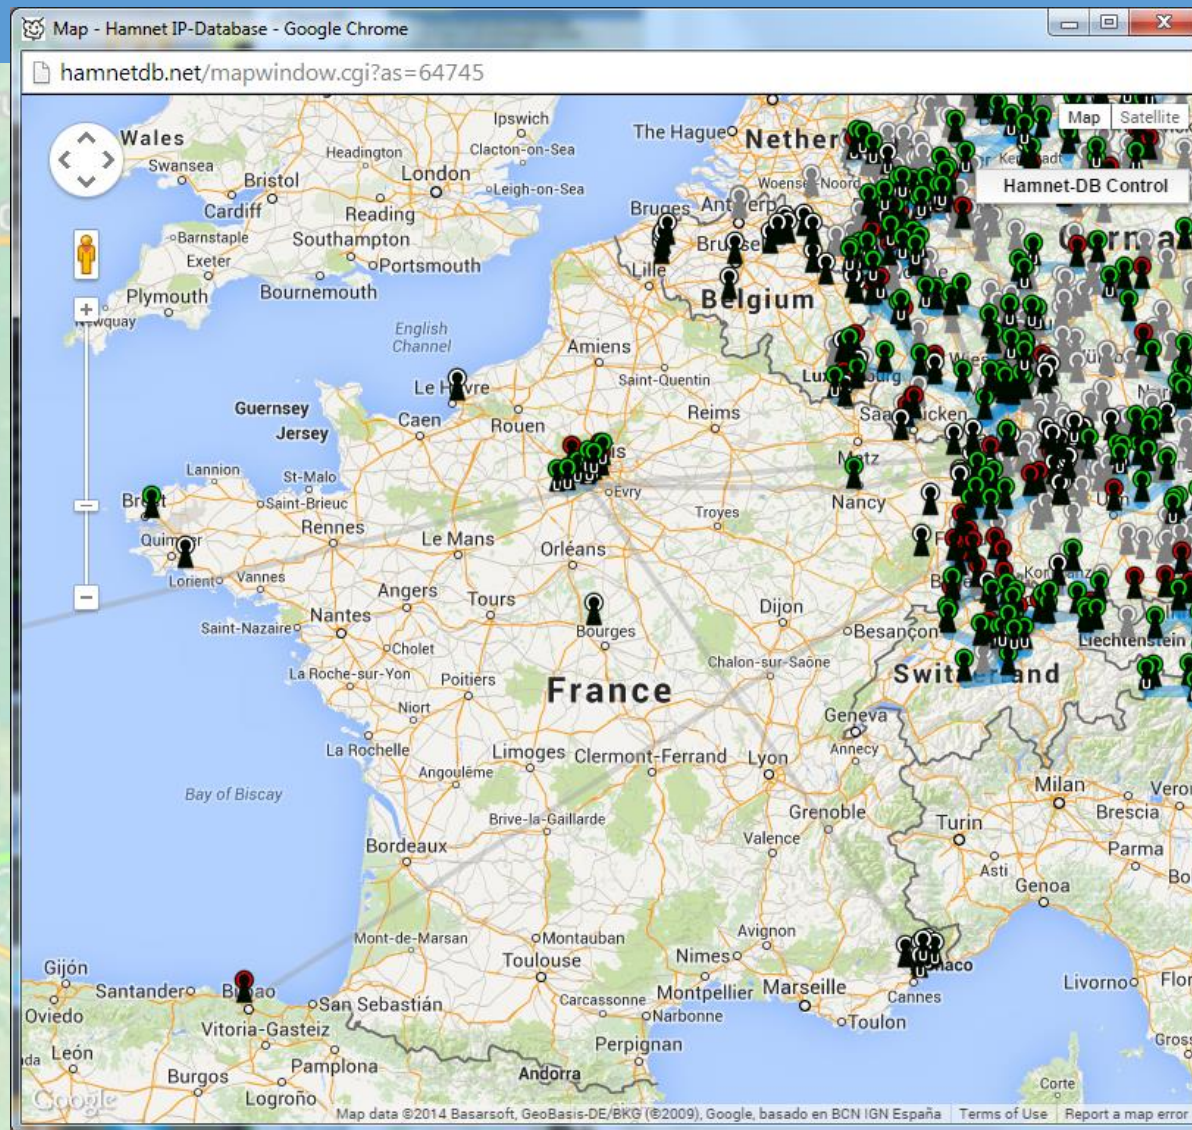 Map - Hamnet IP-Database - Google Chrome
hamnetdb.net/mapwindow.cgi?as=64745
Map Satellite
Hamnet-DB Control
Wales
Ipswich
The Hague
Swansea
Headington
Clacton-on-Sea
London
Bristol
Leigh-on-Sea
Cardiff
Reading
Bruges
Barnstaple
Southampton
Exeter
Portsmouth
Lille
Plymouth
Bournemouth
Belgium
English
Channel
Amiens
Saint-Quentin
Guernsey
Caen
Rouen
Reims
Jersey
Metz
Lannion
St-Malo
Evry
Nancy
Saint-Brieuc
Troyes
Rennes
Le Mans
Orléans
Lorient
Vannes
Angers
Tours
Dijon
Nantes
Saint-Nazaire
Bourges
Besançon
Liechtenstein
Cholet
La Roche-sur-Yon
Poitiers
Chalon-sur-Saône
France
Niort
Geneva
La Rochelle
Limoges
Clermont-Ferrand
Lyon
Annecy
Angoulême
Bay of Biscay
Milan
Brescia
Brive-la-Gaillarde
Grenoble
Turin
Bordeaux
Valence
Parma
Asti
Genoa
Mont-de-Marsan
Montauban
Avignon
Gijón
Toulouse
Nimes
Santander
San Sebastián
Carcassonne
Montpellier
Marseille
Cannes
Livorno
Oviedo
Vitoria-Gasteiz
Narbonne
Toulon
León
Pamplona
Perpignan
Burgos
Andorra
Logroño
Corte
Google
Map data ©2014 Basarsoft, GeoBasis-DE/BKG (©2009), Google, basado en BCN IGN España Terms of Use Report a map error